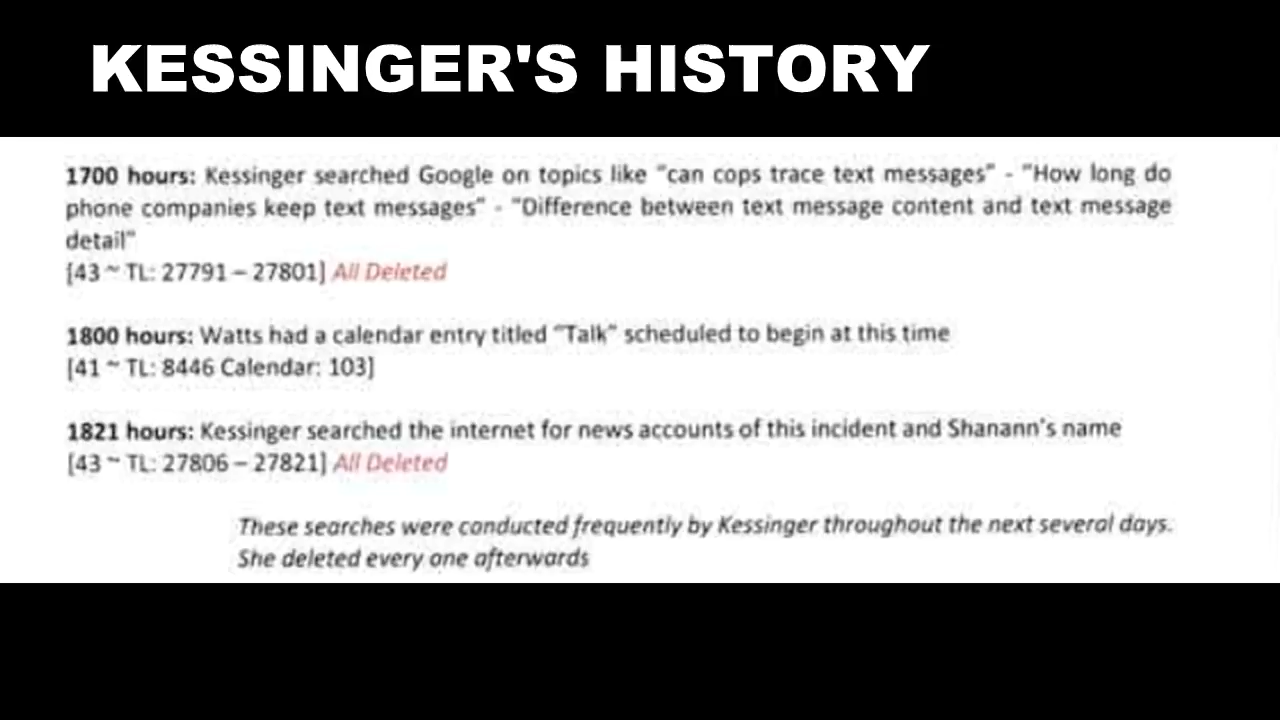 KESSINGER'S HISTORY
1700 hours: Kessinger searched Google on topics like "can cops trace text messages" - "How long do
phone companies keep text messages" - "Difference between text message content and text message
detail"
[43 ~ TL: 27791 – 27801] All Deleted
1800 hours: Watts had a calendar entry titled "Talk" scheduled to begin at this time
[41 ~ TL: 8446 Calendar: 103]
1821 hours: Kessinger searched the internet for news accounts of this incident and Shanann's name
[43 ~ TL: 27806 – 27821] All Deleted
These searches were conducted frequently by Kessinger throughout the next several days.
She deleted every one afterwards